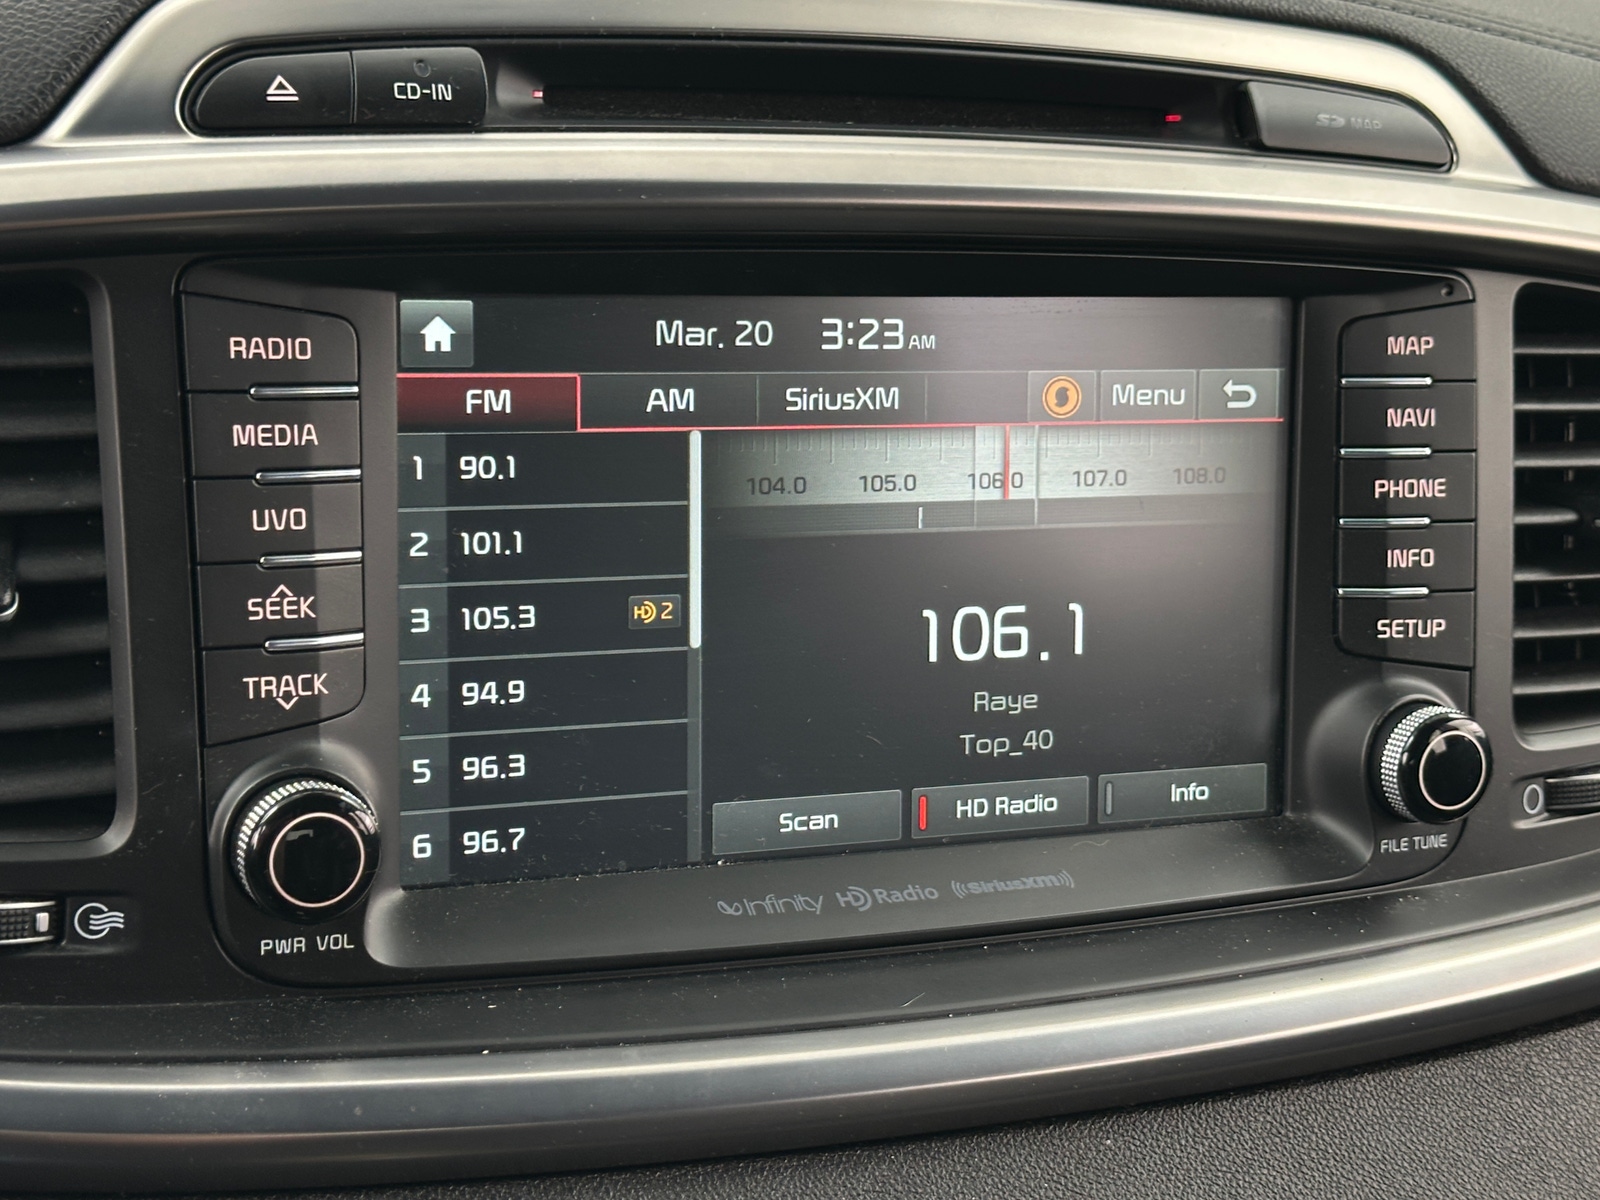 CD-IN
SD MAP
RADIO
MEDIA
UVO
SEEK
TRACK
PWR VOL
Mar. 20 3:23 AM
FM AM SiriusXM Menu
1 90.1
2 101.1
3 105.3 HD 2
4 94.9
5 96.3
6 96.7
104.0 105.0 106.0 107.0 108.0
106.1
Raye
Top_40
Scan HD Radio Info
Infinity HD Radio ((SiriusXM))
MAP
NAVI
PHONE
INFO
SETUP
FILE TUNE